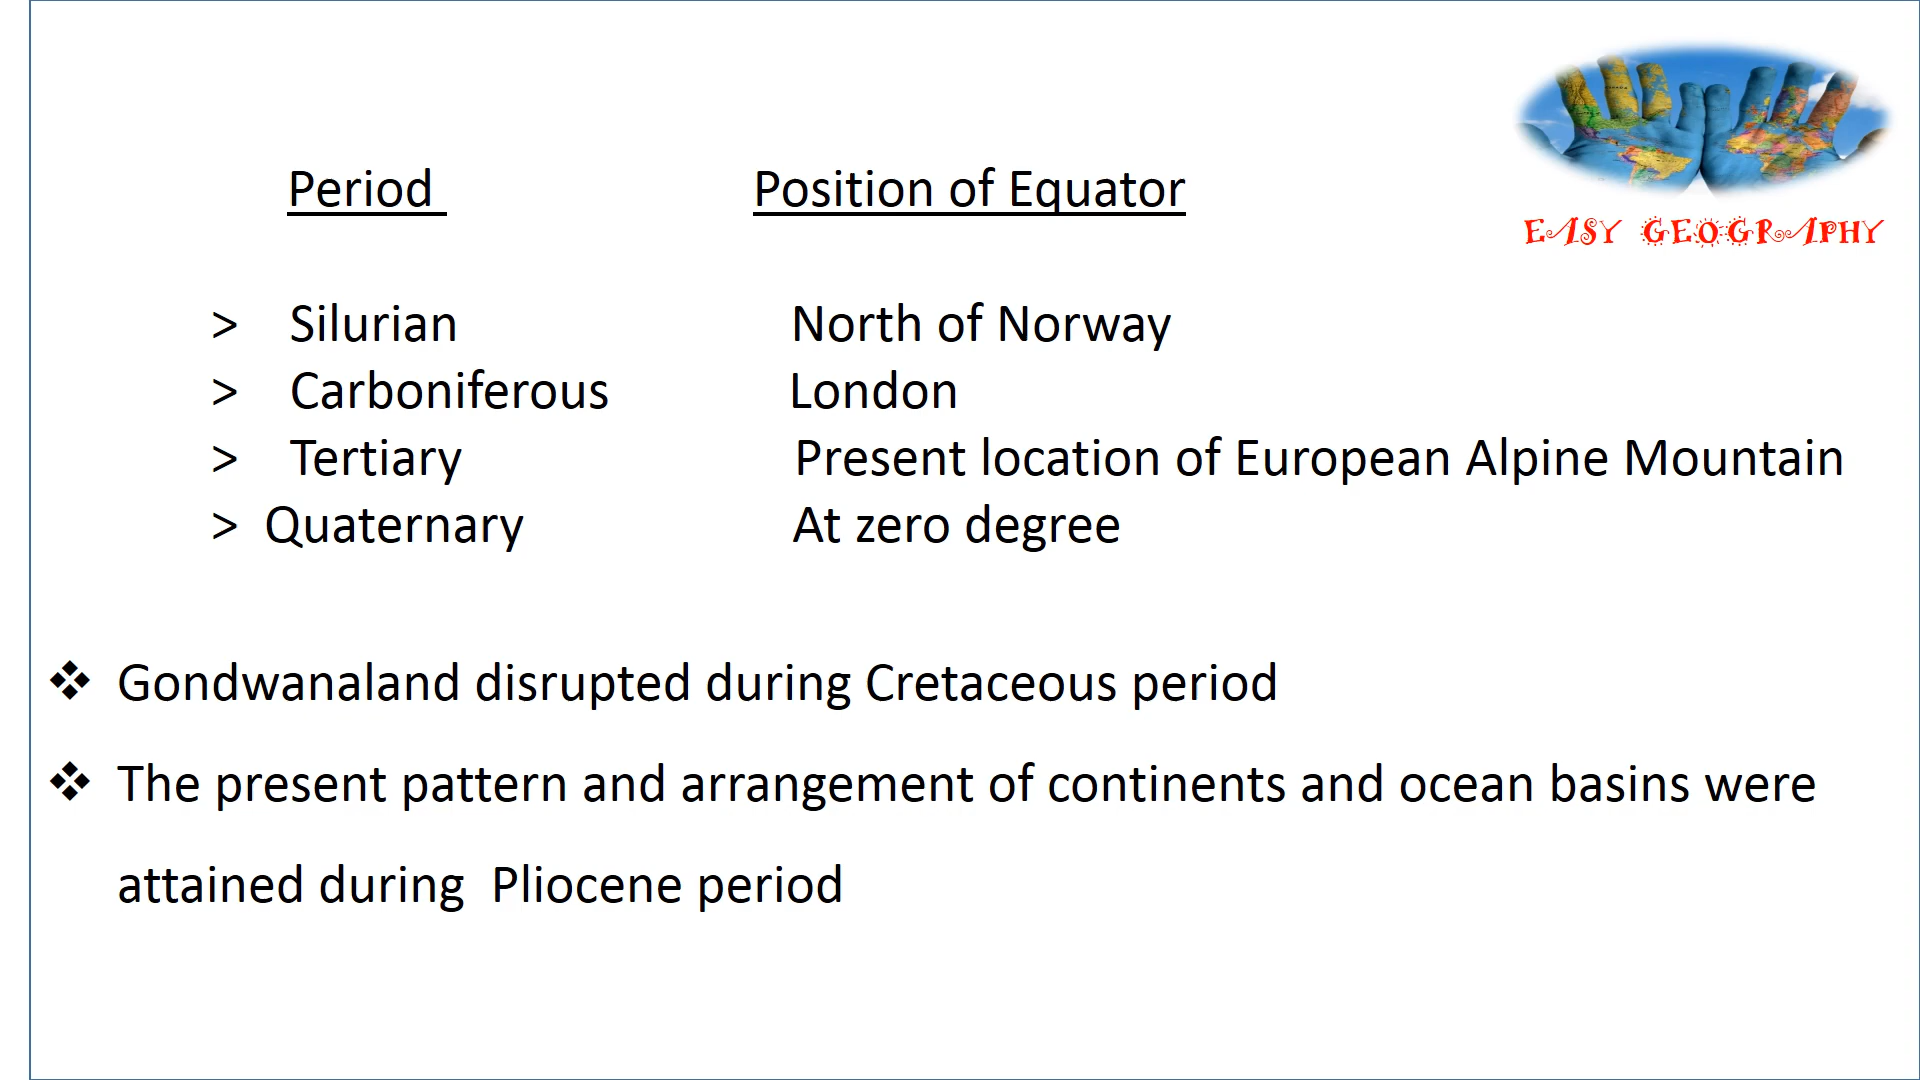 EASY GEOGRAPHY
Period Position of Equator
> Silurian North of Norway
> Carboniferous London
> Tertiary Present location of European Alpine Mountain
> Quaternary At zero degree
❖ Gondwanaland disrupted during Cretaceous period
❖ The present pattern and arrangement of continents and ocean basins were
attained during Pliocene period